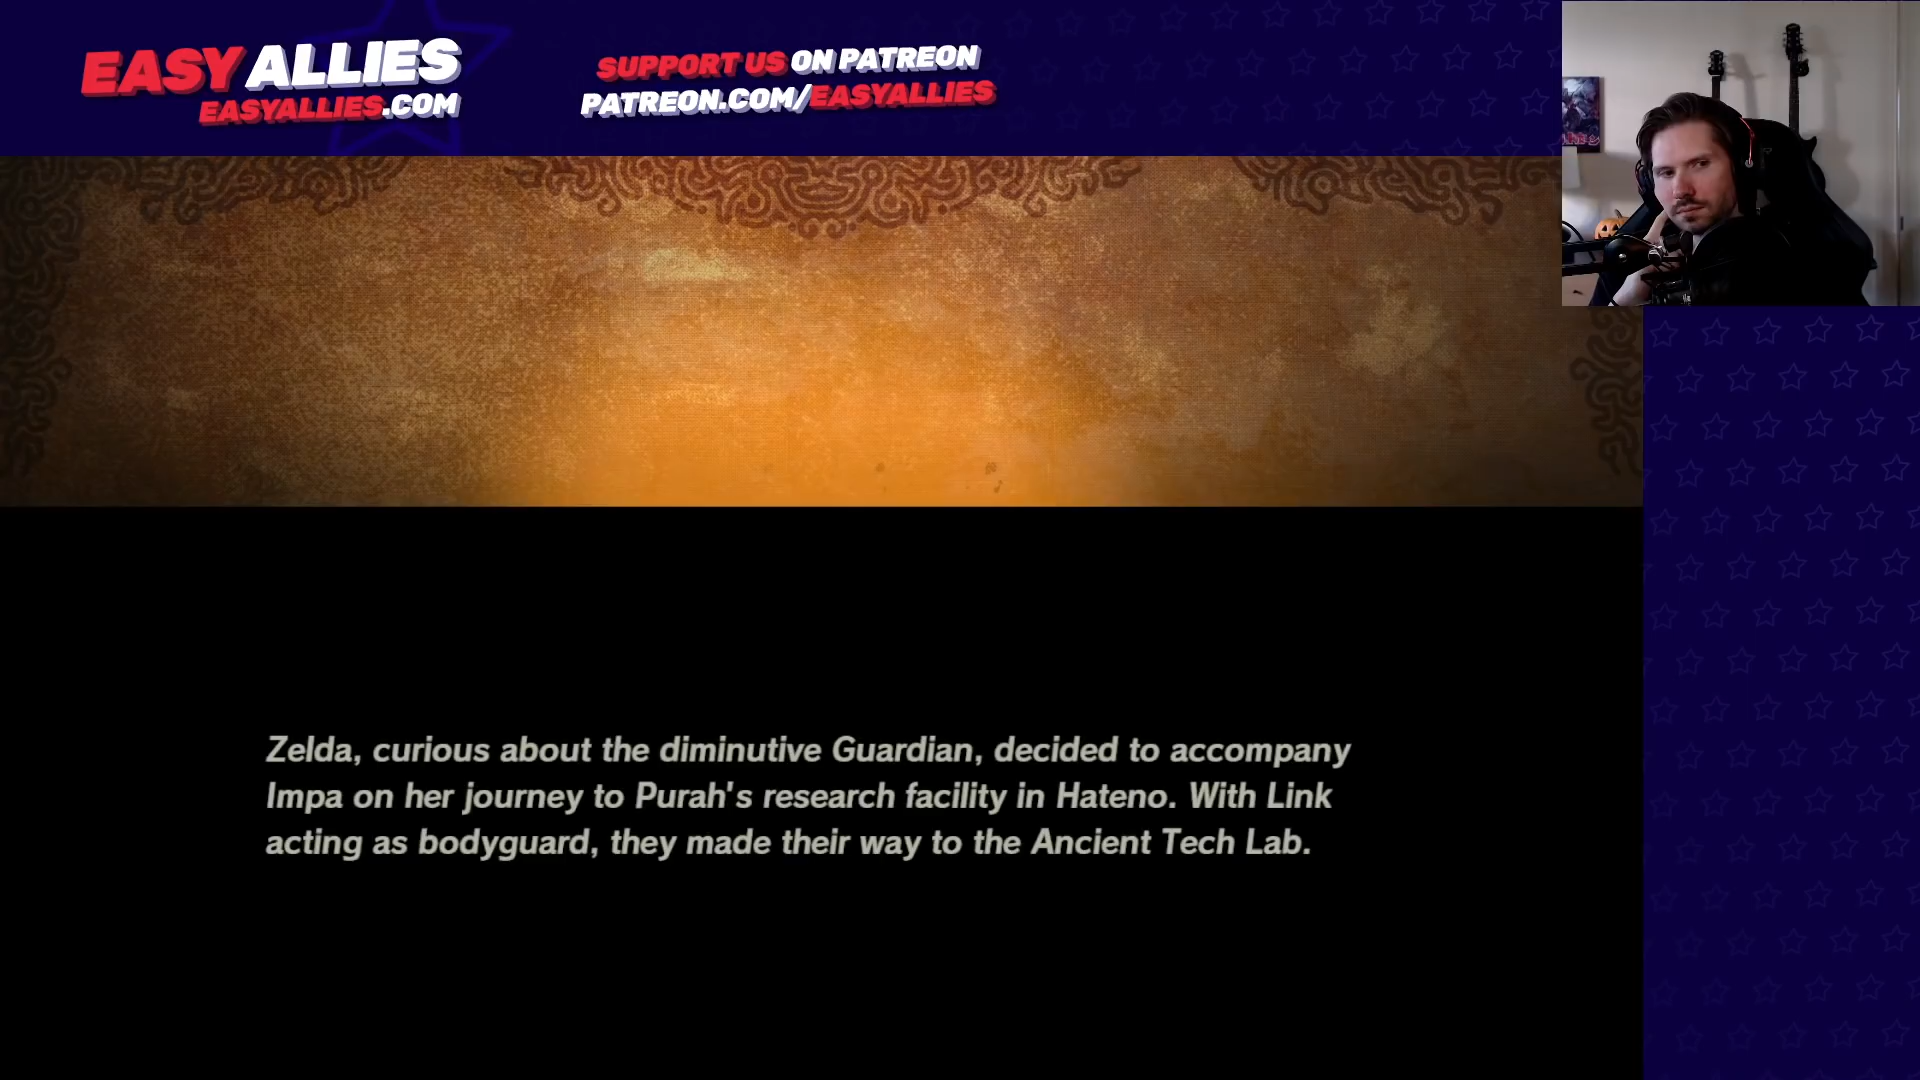 EASY ALLIES
EASYALLIES.COM
SUPPORT US ON PATREON
PATREON.COM/EASYALLIES
Zelda, curious about the diminutive Guardian, decided to accompany
Impa on her journey to Purah's research facility in Hateno. With Link
acting as bodyguard, they made their way to the Ancient Tech Lab.